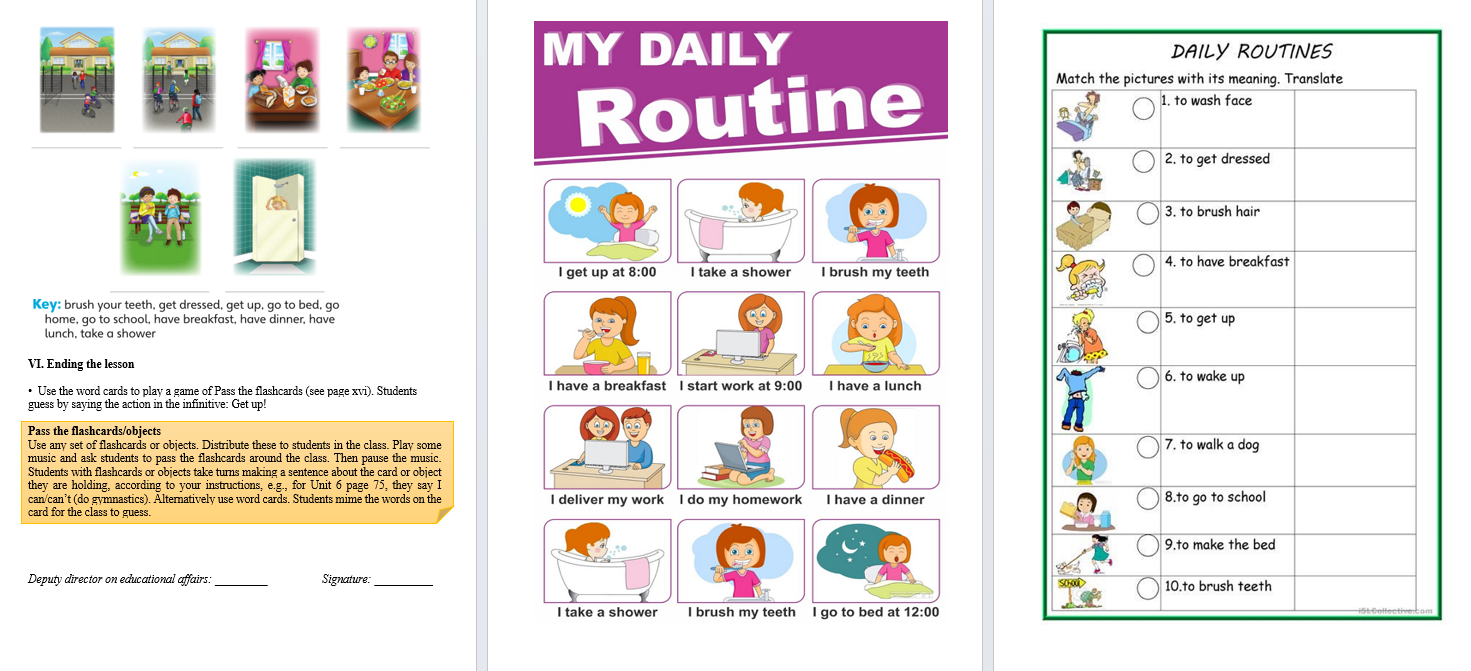 Key: brush your teeth, get dressed, get up, go to bed, go
home, go to school, have breakfast, have dinner, have
lunch, take a shower
VI. Ending the lesson
• Use the word cards to play a game of Pass the flashcards (see page xvi). Students
guess by saying the action in the infinitive: Get up!
Pass the flashcards/objects
Use any set of flashcards or objects. Distribute these to students in the class. Play some
music and ask students to pass the flashcards around the class. Then pause the music.
Students with flashcards or objects take turns making a sentence about the card or object
they are holding, according to your instructions, e.g., for Unit 6 page 75, they say I
can/can't (do gymnastics). Alternatively use word cards. Students mime the words on the
card for the class to guess.
Deputy director on educational affairs: _________ Signature: __________
MY DAILY
Routine
I get up at 8:00 I take a shower I brush my teeth
I have a breakfast I start work at 9:00 I have a lunch
I deliver my work I do my homework I have a dinner
I take a shower I brush my teeth I go to bed at 12:00
DAILY ROUTINES
Match the pictures with its meaning. Translate
1. to wash face
2. to get dressed
3. to brush hair
4. to have breakfast
5. to get up
6. to wake up
7. to walk a dog
8.to go to school
9.to make the bed
SCHOOL
10.to brush teeth
iSLCollective.com